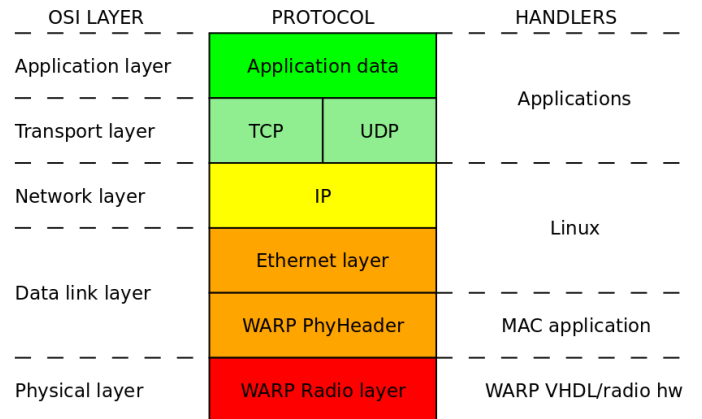 OSI LAYER PROTOCOL HANDLERS
Application layer Application data
Applications
Transport layer TCP UDP
Network layer IP
Linux
Ethernet layer
Data link layer
WARP PhyHeader MAC application
Physical layer WARP Radio layer WARP VHDL/radio hw